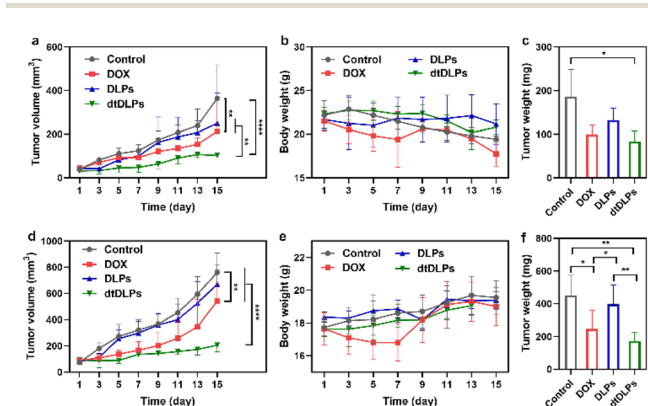 a
Tumor volume (mm³)
600
400
200
0
Control
DOX
DLPs
dtDLPs
**
**
****
1 3 5 7 9 11 13 15
Time (day)
b
Body weight (g)
30
25
20
15
10
Control
DOX
DLPs
dtDLPs
1 3 5 7 9 11 13 15
Time (day)
c
Tumor weight (mg)
300
200
100
0
*
Control
DOX
DLPs
dtDLPs
d
Tumor volume (mm³)
1000
800
600
400
200
0
Control
DOX
DLPs
dtDLPs
**
****
1 3 5 7 9 11 13 15
Time (day)
e
Body weight (g)
22
20
18
16
14
Control
DOX
DLPs
dtDLPs
1 3 5 7 9 11 13 15
Time (day)
f
Tumor weight (mg)
800
600
400
200
0
**
*
*
**
Control
DOX
DLPs
dtDLPs